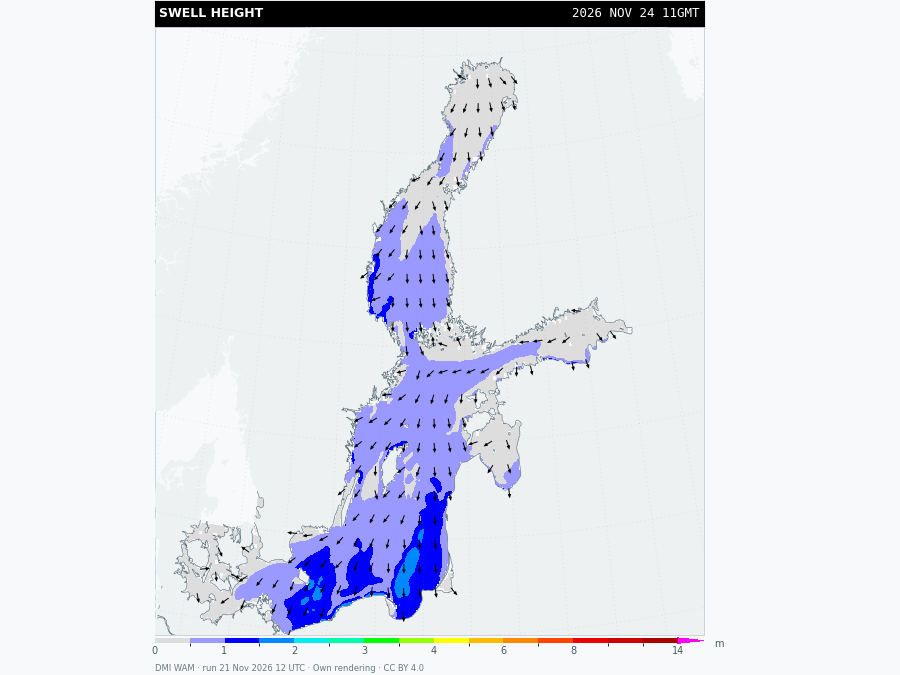 SWELL HEIGHT
2026 NOV 24 11GMT
0 1 2 3 4 6 8 14 m
DMI WAM · run 21 Nov 2026 12 UTC · Own rendering · CC BY 4.0